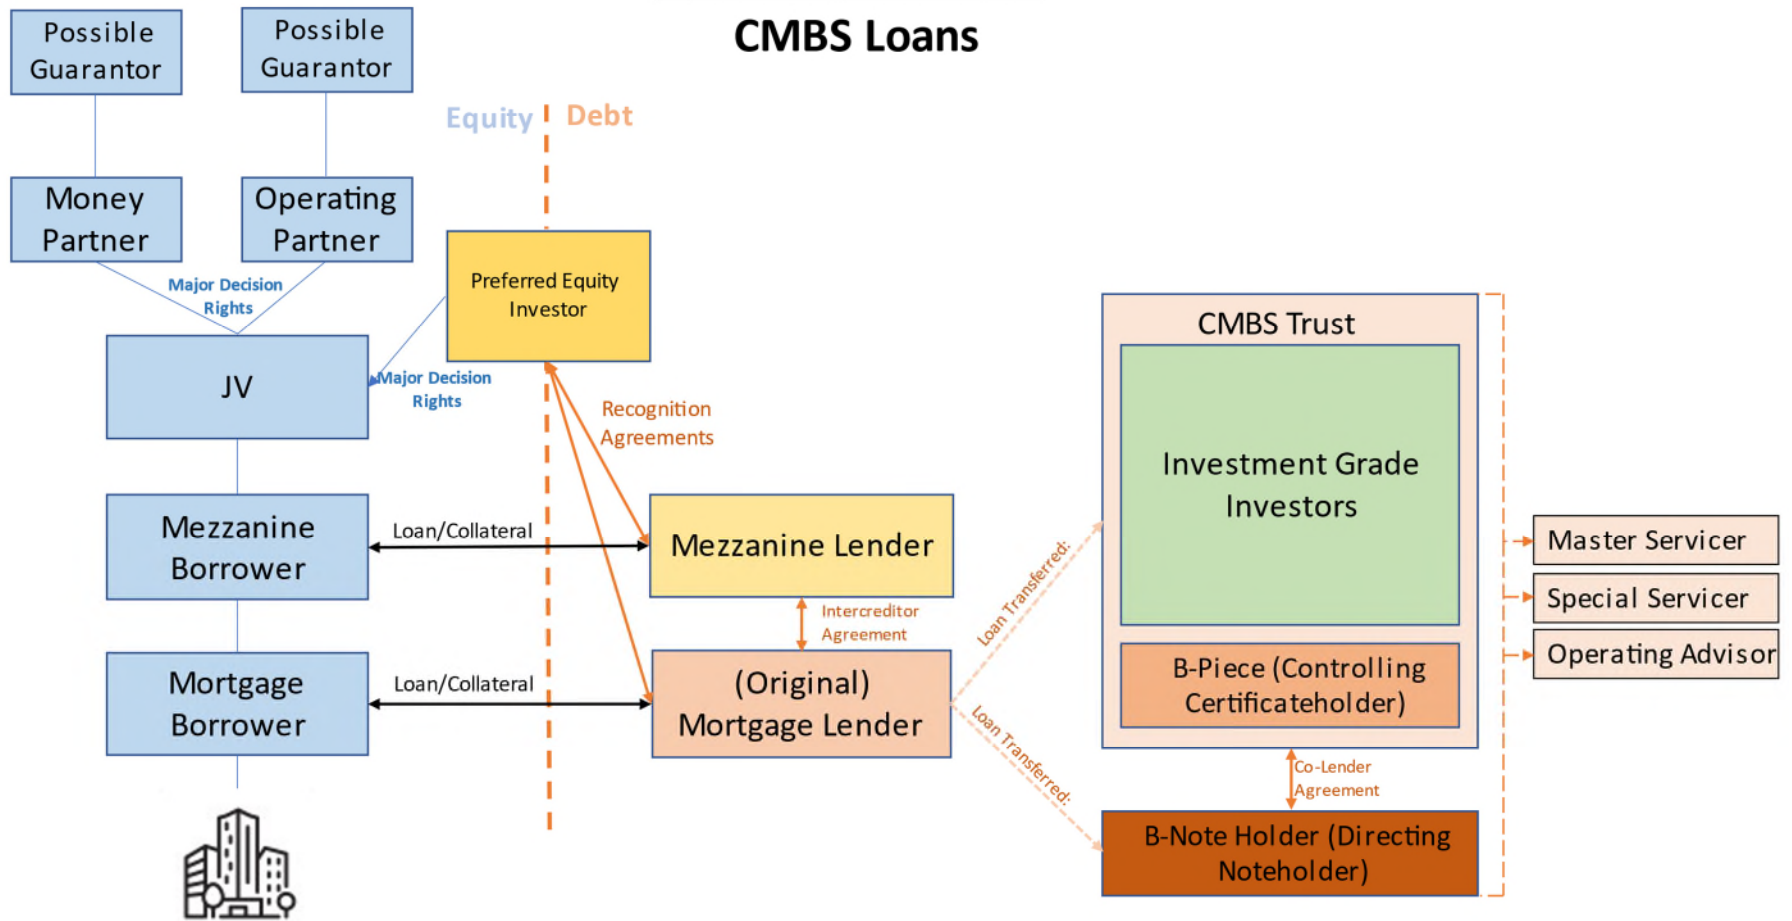 CMBS Loans
Possible
Guarantor
Possible
Guarantor
Equity
Debt
Money
Partner
Operating
Partner
Major Decision
Rights
Preferred Equity
Investor
JV
Major Decision
Rights
Recognition
Agreements
Mezzanine
Borrower
Loan/Collateral
Mezzanine Lender
Intercreditor
Agreement
Mortgage
Borrower
Loan/Collateral
(Original)
Mortgage Lender
Loan Transferred:
Loan Transferred:
CMBS Trust
Investment Grade
Investors
B-Piece (Controlling
Certificateholder)
Co-Lender
Agreement
B-Note Holder (Directing
Noteholder)
Master Servicer
Special Servicer
Operating Advisor